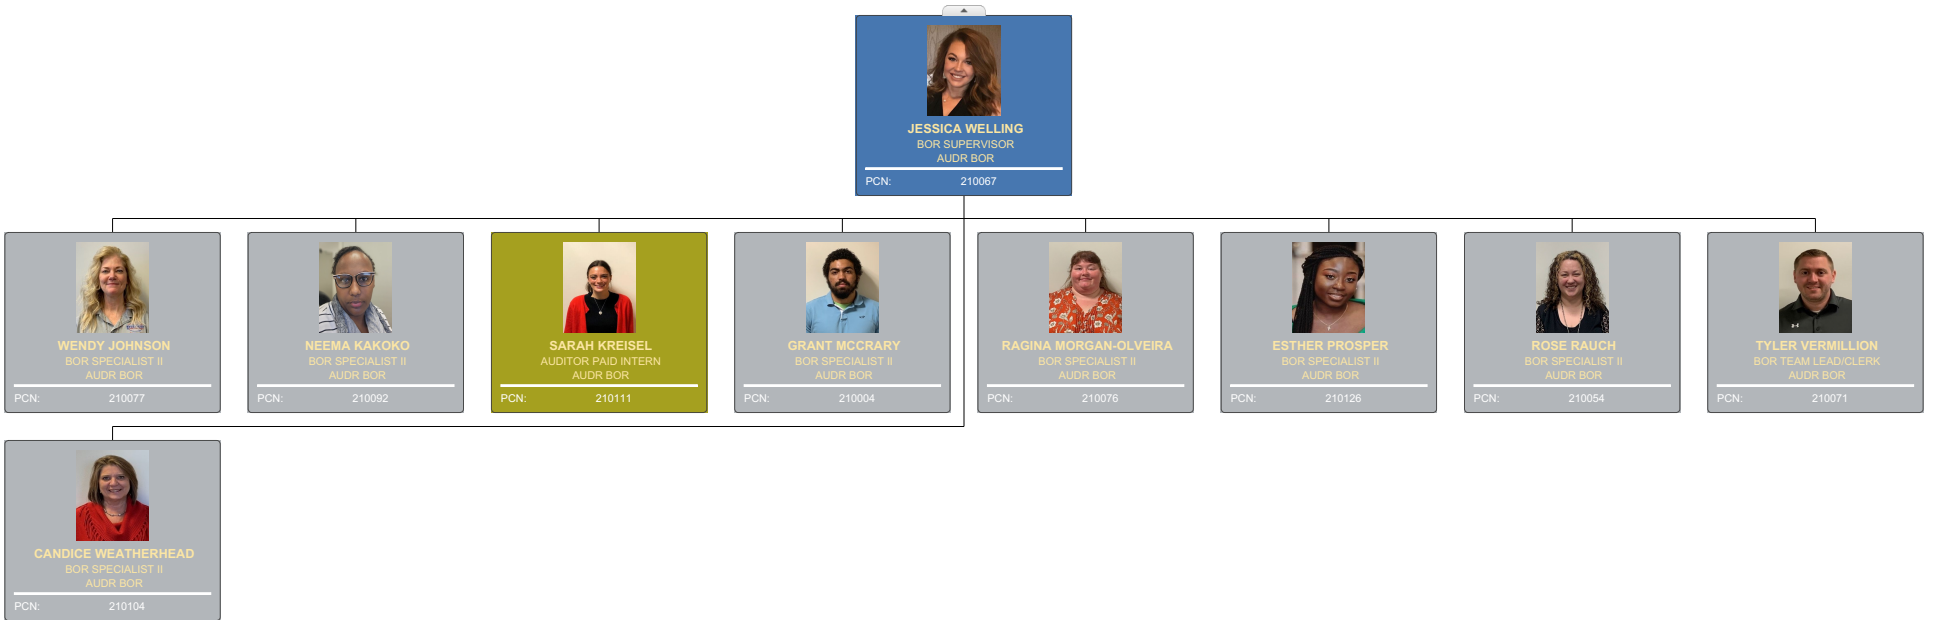 JESSICA WELLING
BOR SUPERVISOR
AUDR BOR
PCN: 210067
WENDY JOHNSON
BOR SPECIALIST II
AUDR BOR
PCN: 210077
NEEMA KAKOKO
BOR SPECIALIST II
AUDR BOR
PCN: 210092
SARAH KREISEL
AUDITOR PAID INTERN
AUDR BOR
PCN: 210111
GRANT MCCRARY
BOR SPECIALIST II
AUDR BOR
PCN: 210004
RAGINA MORGAN-OLVEIRA
BOR SPECIALIST II
AUDR BOR
PCN: 210076
ESTHER PROSPER
BOR SPECIALIST II
AUDR BOR
PCN: 210126
ROSE RAUCH
BOR SPECIALIST II
AUDR BOR
PCN: 210054
TYLER VERMILLION
BOR TEAM LEAD/CLERK
AUDR BOR
PCN: 210071
CANDICE WEATHERHEAD
BOR SPECIALIST II
AUDR BOR
PCN: 210104